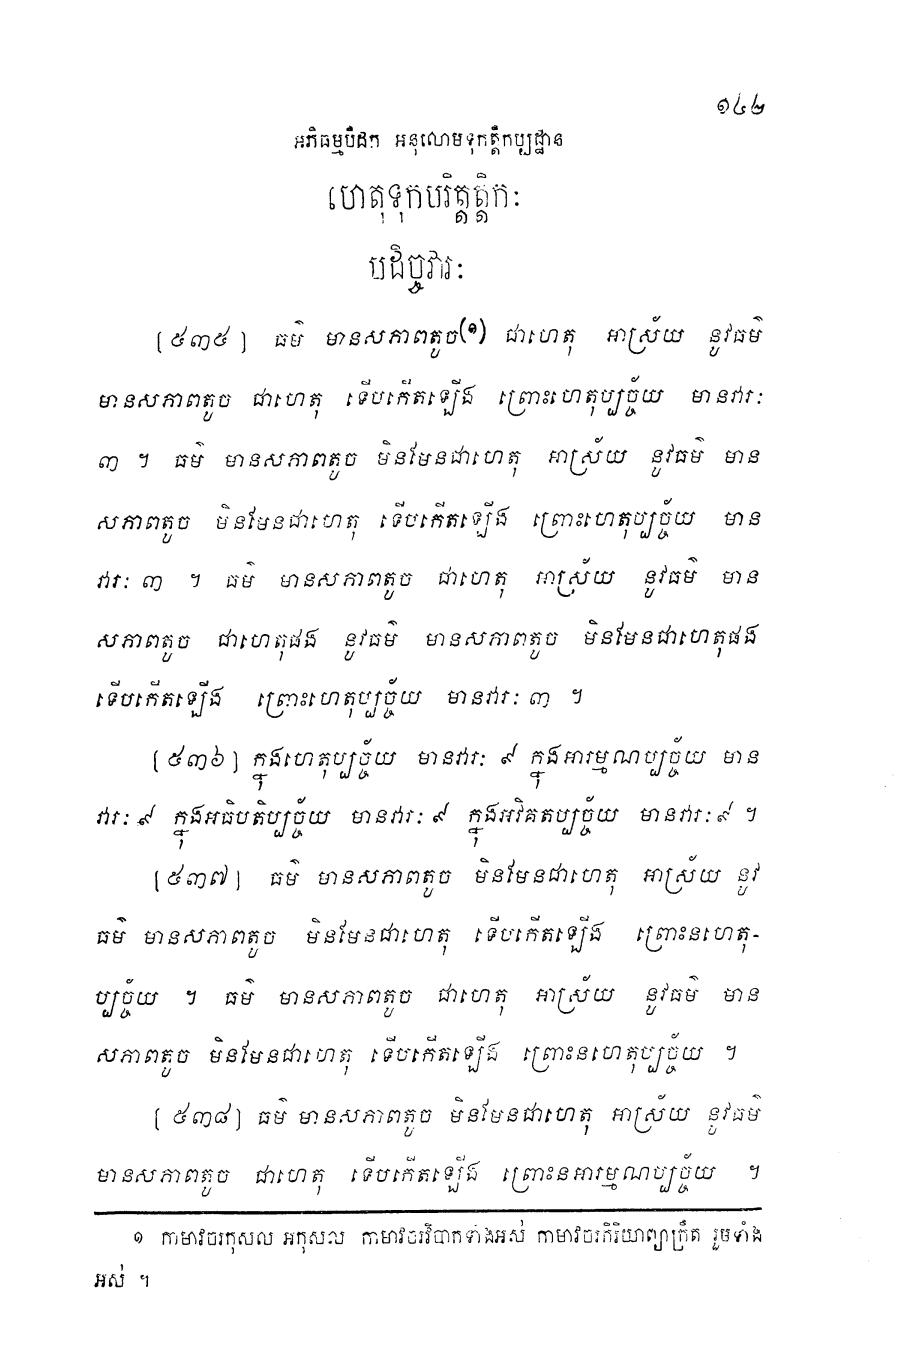 ១៤២
អភិធម្មបិដក អនុលោមទុកត្តិកប្បដ្ឋាន
ហេតុទុកបរិត្តត្តិកៈ
បដិច្ចវារៈ
[៥៣៥] ធម៌ មានសភាពតូច(១) ជាហេតុ អាស្រ័យ នូវធម៌
មានសភាពតូច ជាហេតុ ទើបកើតឡើង ព្រោះហេតុប្បច្ច័យ មានវារៈ
៣ ។ ធម៌ មានសភាពតូច មិនមែនជាហេតុ អាស្រ័យ នូវធម៌ មាន
សភាពតូច មិនមែនជាហេតុ ទើបកើតឡើង ព្រោះហេតុប្បច្ច័យ មាន
វារៈ ៣ ។ ធម៌ មានសភាពតូច ជាហេតុ អាស្រ័យ នូវធម៌ មាន
សភាពតូច ជាហេតុផង នូវធម៌ មានសភាពតូច មិនមែនជាហេតុផង
ទើបកើតឡើង ព្រោះហេតុប្បច្ច័យ មានវារៈ ៣ ។
[៥៣៦] ក្នុងហេតុប្បច្ច័យ មានវារៈ ៩ ក្នុងអារម្មណប្បច្ច័យ មាន
វារៈ ៩ ក្នុងអធិបតិប្បច្ច័យ មានវារៈ ៩ ក្នុងអវិគតប្បច្ច័យ មានវារៈ ៩ ។
[៥៣៧] ធម៌ មានសភាពតូច មិនមែនជាហេតុ អាស្រ័យ នូវ
ធម៌ មានសភាពតូច មិនមែនជាហេតុ ទើបកើតឡើង ព្រោះនហេតុ-
ប្បច្ច័យ ។ ធម៌ មានសភាពតូច ជាហេតុ អាស្រ័យ នូវធម៌ មាន
សភាពតូច មិនមែនជាហេតុ ទើបកើតឡើង ព្រោះនហេតុប្បច្ច័យ ។
[៥៣៨] ធម៌ មានសភាពតូច មិនមែនជាហេតុ អាស្រ័យ នូវធម៌
មានសភាពតូច ជាហេតុ ទើបកើតឡើង ព្រោះនអារម្មណប្បច្ច័យ ។
១ កាមាវចរកុសល អកុសល កាមាវចរវិបាកទាំងអស់ កាមាវចរកិរិយាព្យាក្រឹត រួមទាំង
អស់ ។